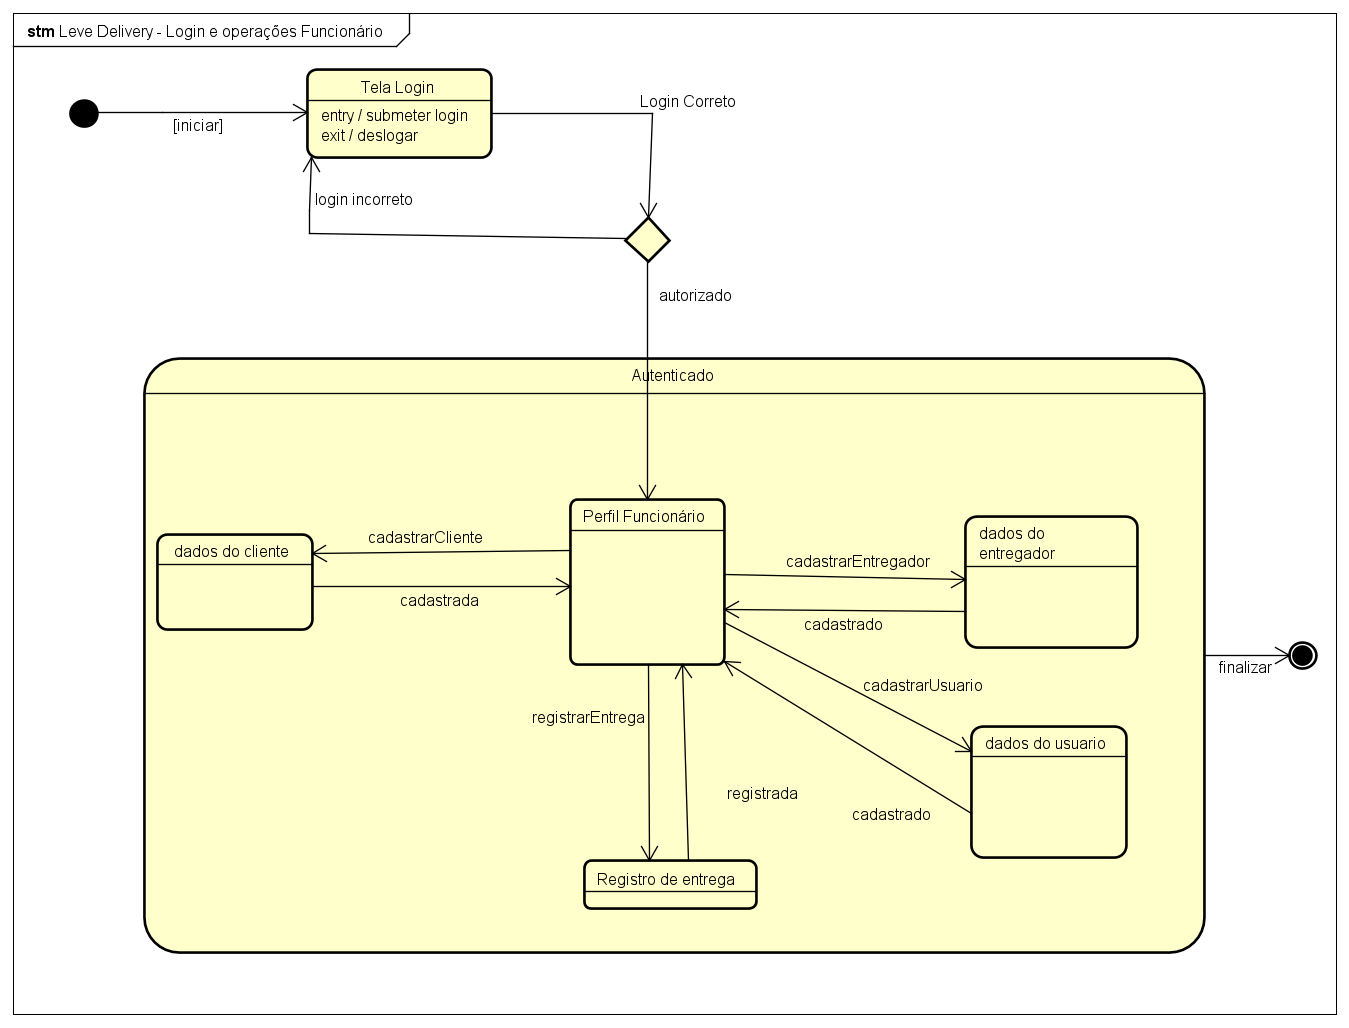 stm Leve Delivery - Login e operações Funcionário
Tela Login
entry / submeter login
exit / deslogar
[iniciar]
Login Correto
login incorreto
autorizado
Autenticado
Perfil Funcionário
dados do cliente
cadastrarCliente
cadastrada
dados do
entregador
cadastrarEntregador
cadastrado
finalizar
cadastrarUsuario
registrarEntrega
dados do usuario
registrada
cadastrado
Registro de entrega